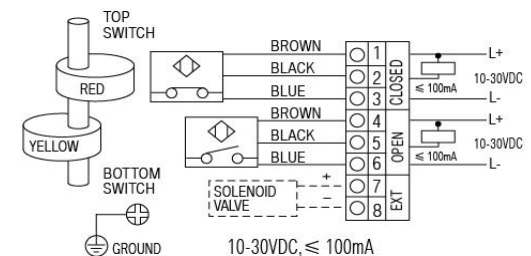 TOP
SWITCH
RED
YELLOW
BOTTOM
SWITCH
GROUND
BROWN
BLACK
BLUE
BROWN
BLACK
BLUE
+
−
SOLENOID
VALVE
1
2
3
4
5
6
7
8
CLOSED
OPEN
EXT
L+
≤ 100mA
10-30VDC
L-
L+
≤ 100mA
10-30VDC
L-
10-30VDC, ≤ 100mA